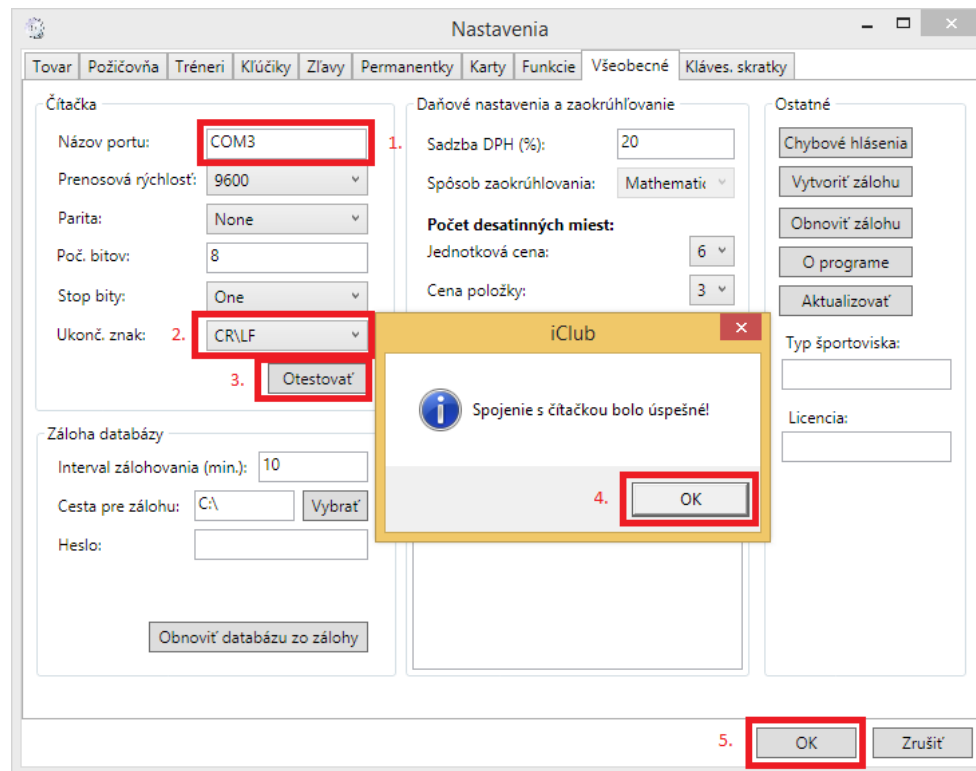 Nastavenia
Tovar Požičovňa Tréneri Kľúčiky Zľavy Permanentky Karty Funkcie Všeobecné Kláves. skratky
Čítačka
Názov portu: COM3 1.
Prenosová rýchlosť: 9600
Parita: None
Poč. bitov: 8
Stop bity: One
Ukonč. znak: 2. CR\LF
3. Otestovať
Záloha databázy
Interval zálohovania (min.): 10
Cesta pre zálohu: C:\ Vybrať
Heslo:
Obnoviť databázu zo zálohy
Daňové nastavenia a zaokrúhľovanie
Sadzba DPH (%): 20
Spôsob zaokrúhlovania: Mathematic
Počet desatinných miest:
Jednotková cena: 6
Cena položky: 3
iClub
Spojenie s čítačkou bolo úspešné!
4. OK
Ostatné
Chybové hlásenia
Vytvoriť zálohu
Obnoviť zálohu
O programe
Aktualizovať
Typ športoviska:
Licencia:
5. OK Zrušiť